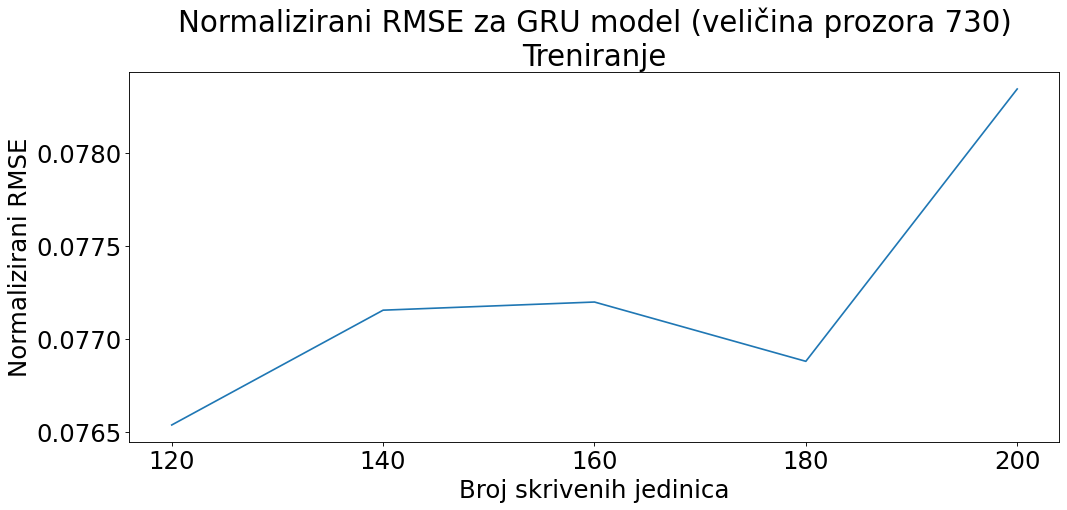 Normalizirani RMSE za GRU model (veličina prozora 730)
Treniranje
Normalizirani RMSE
0.0780
0.0775
0.0770
0.0765
120 140 160 180 200
Broj skrivenih jedinica